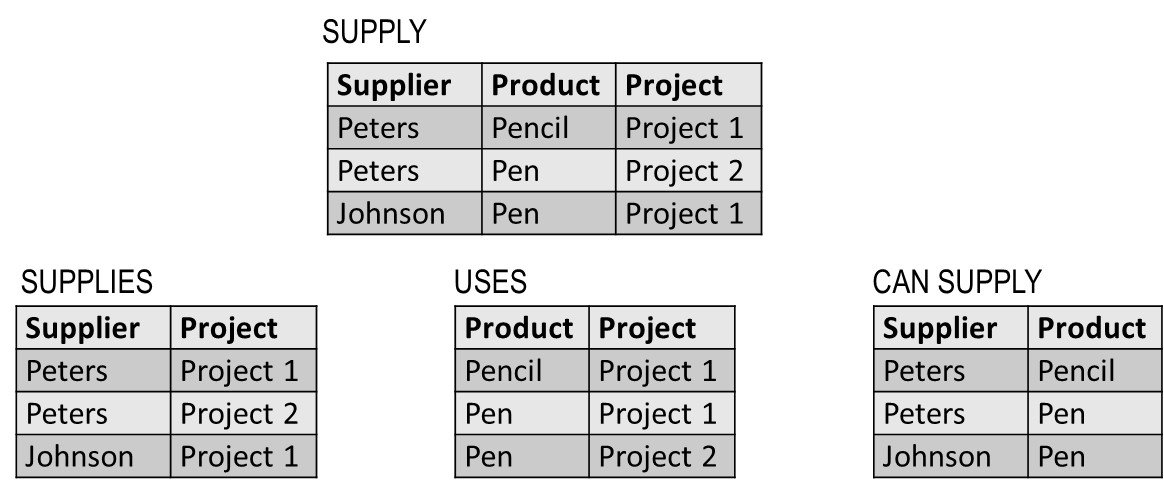 SUPPLY
Supplier Product Project
Peters Pencil Project 1
Peters Pen Project 2
Johnson Pen Project 1
SUPPLIES
Supplier Project
Peters Project 1
Peters Project 2
Johnson Project 1
USES
Product Project
Pencil Project 1
Pen Project 1
Pen Project 2
CAN SUPPLY
Supplier Product
Peters Pencil
Peters Pen
Johnson Pen